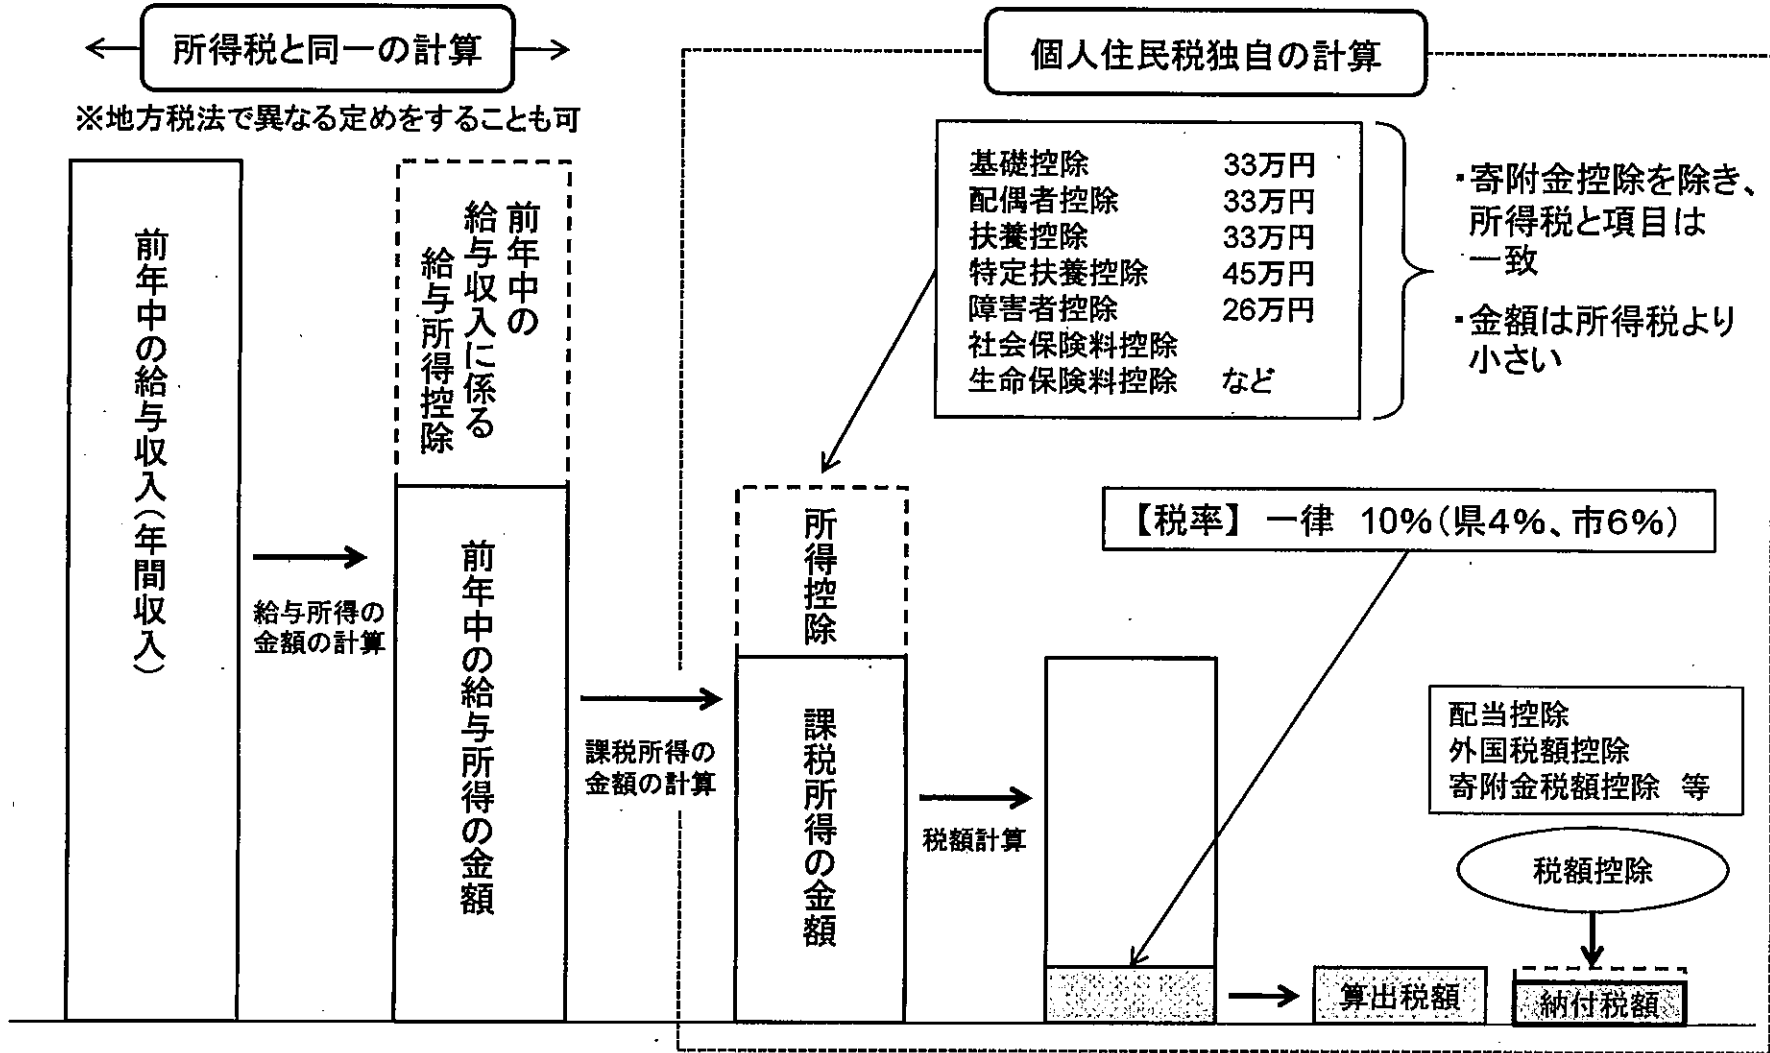 所得税と同一の計算
※地方税法で異なる定めをすることも可
前年中の給与収入(年間収入)
給与所得の
金額の計算
前年中の
給与収入に係る
給与所得控除
前年中の給与所得の金額
課税所得の
金額の計算
個人住民税独自の計算
基礎控除 33万円
配偶者控除 33万円
扶養控除 33万円
特定扶養控除 45万円
障害者控除 26万円
社会保険料控除
生命保険料控除 など
・寄附金控除を除き、
所得税と項目は
一致
・金額は所得税より
小さい
所得控除
課税所得の金額
税額計算
【税率】 一律 10%(県4%、市6%)
配当控除
外国税額控除
寄附金税額控除 等
税額控除
算出税額
納付税額